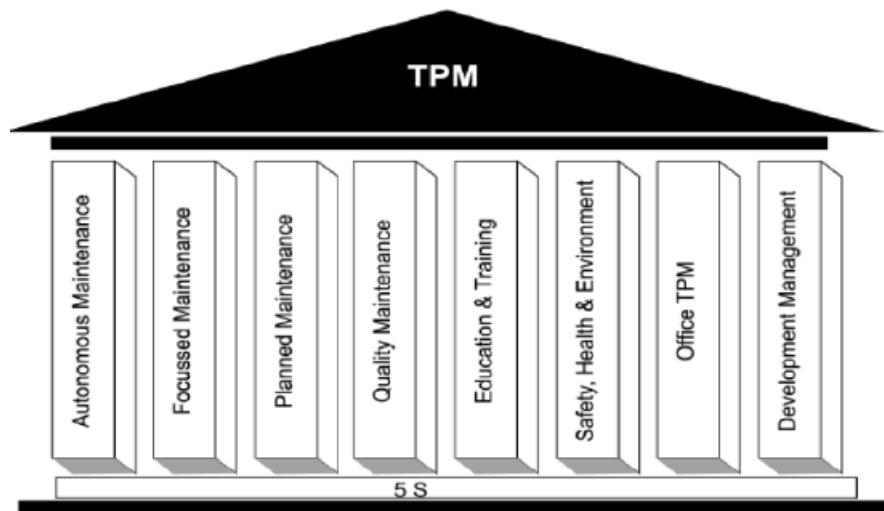 TPM
Autonomous Maintenance
Focussed Maintenance
Planned Maintenance
Quality Maintenance
Education & Training
Safety, Health & Environment
Office TPM
Development Management
5 S